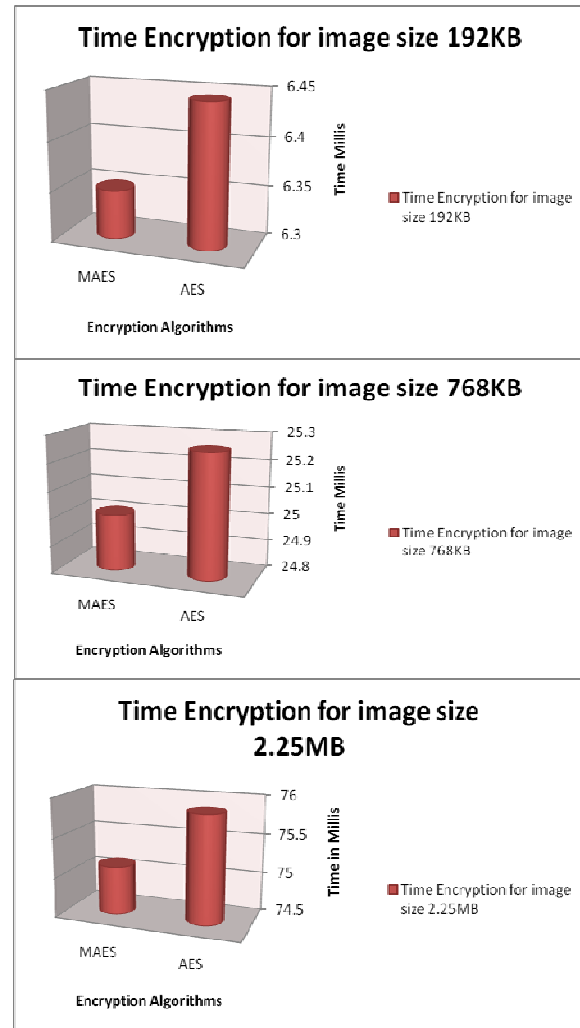 Time Encryption for image size 192KB
6.45
6.4
6.35
6.3
Time Millis
MAES
AES
Encryption Algorithms
Time Encryption for image
size 192KB
Time Encryption for image size 768KB
25.3
25.2
25.1
25
24.9
24.8
Time Millis
MAES
AES
Encryption Algorithms
Time Encryption for image
size 768KB
Time Encryption for image size
2.25MB
76
75.5
75
74.5
Time in Millis
MAES
AES
Encryption Algorithms
Time Encryption for image
size 2.25MB